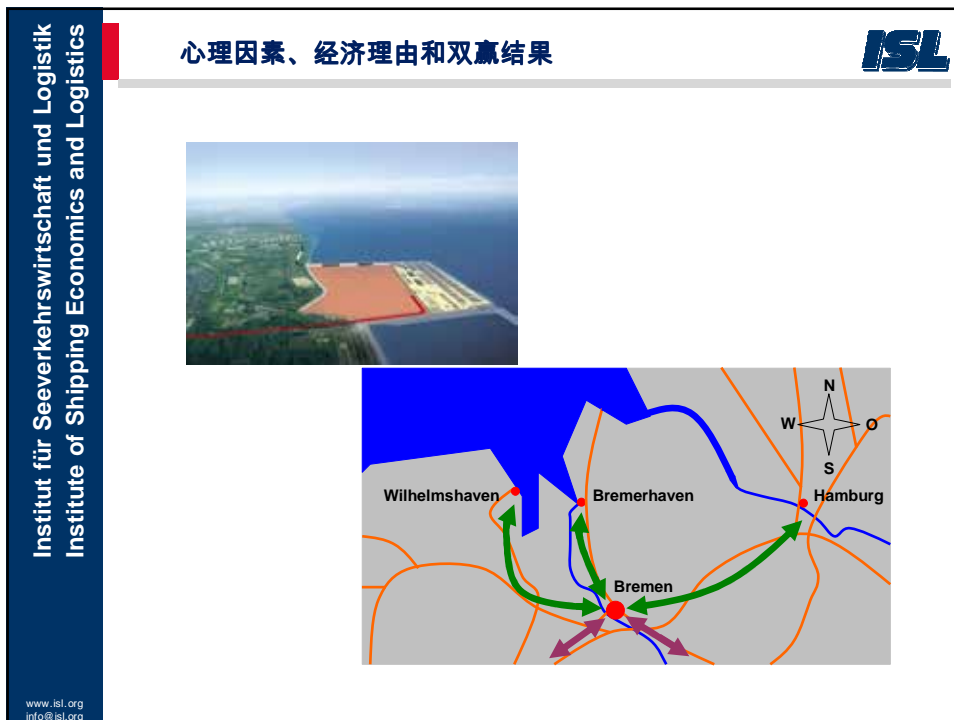 心理因素、经济理由和双赢结果
ISL
Institut für Seeverkehrswirtschaft und Logistik
Institute of Shipping Economics and Logistics
N
W
O
S
Wilhelmshaven
Bremerhaven
Hamburg
Bremen
www.isl.org
info@isl.org